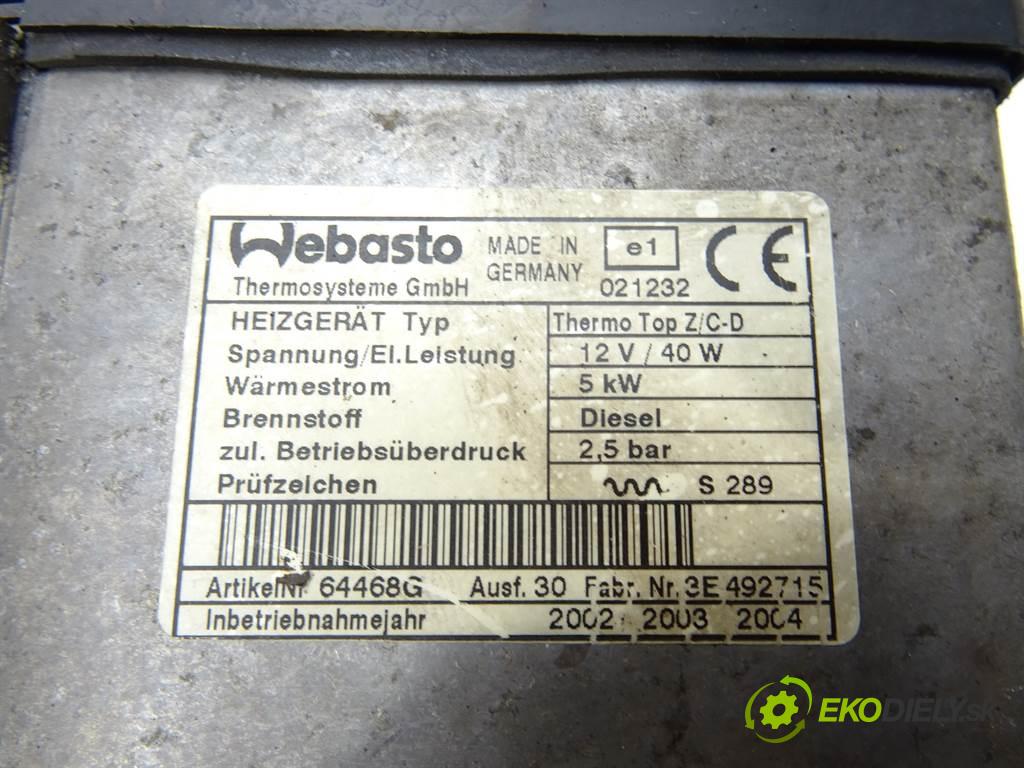 Webasto
Thermosysteme GmbH
MADE IN
GERMANY
e1
021232
CE
HEIZGERÄT Typ Thermo Top Z/C-D
Spannung/El.Leistung 12 V / 40 W
Wärmestrom 5 kW
Brennstoff Diesel
zul. Betriebsüberdruck 2,5 bar
Prüfzeichen S 289
ArtikelNr 64468G Ausf. 30 Fabr. Nr. 3E492715
Inbetriebnahmejahr 2002 2003 2004
EKODIELY.sk